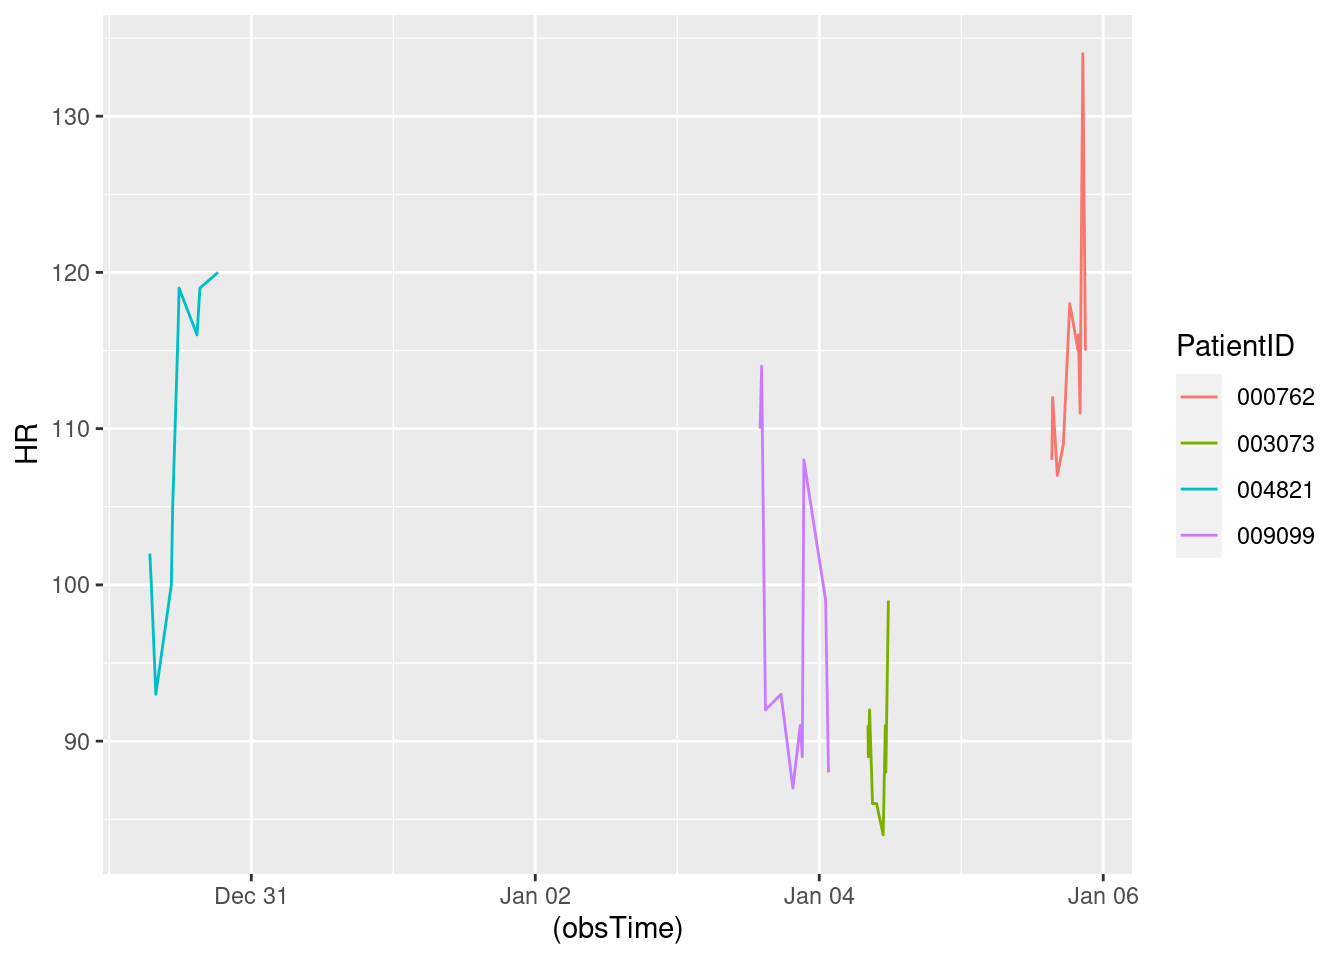 HR
130
120
110
100
90
Dec 31
Jan 02
Jan 04
Jan 06
(obsTime)
PatientID
000762
003073
004821
009099